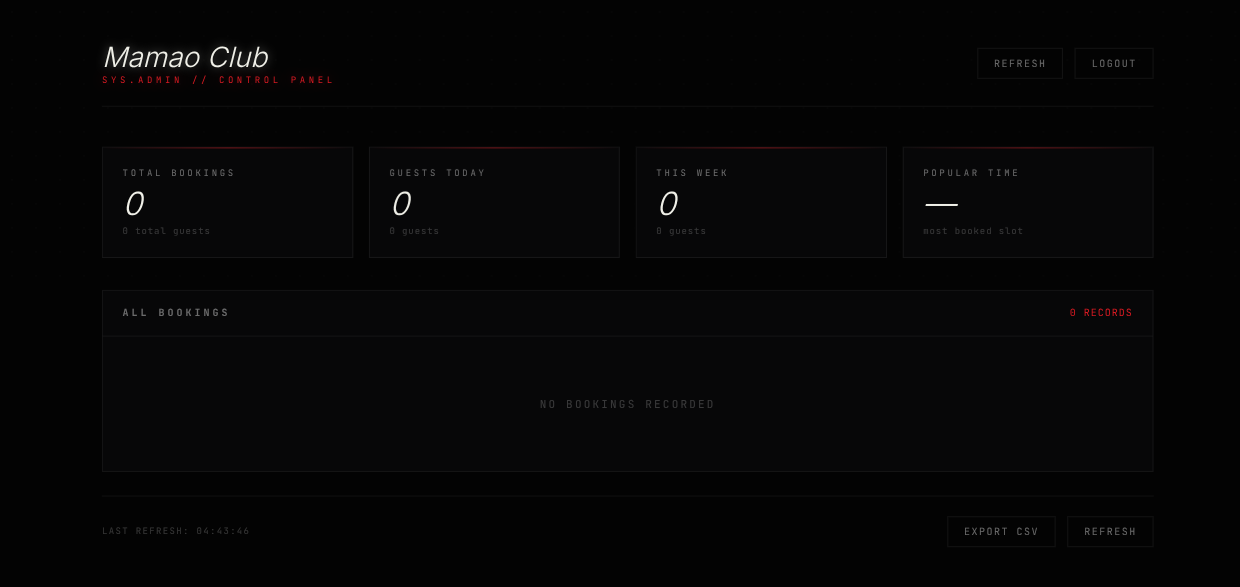 Mamao Club
SYS.ADMIN // CONTROL PANEL
REFRESH
LOGOUT
TOTAL BOOKINGS
0
0 total guests
GUESTS TODAY
0
0 guests
THIS WEEK
0
0 guests
POPULAR TIME
—
most booked slot
ALL BOOKINGS
0 RECORDS
NO BOOKINGS RECORDED
LAST REFRESH: 04:43:46
EXPORT CSV
REFRESH